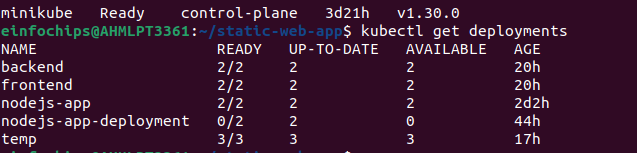 minikube Ready control-plane 3d21h v1.30.0
einfochips@AHMLPT3361:~/static-web-app$ kubectl get deployments
NAME READY UP-TO-DATE AVAILABLE AGE
backend 2/2 2 2 20h
frontend 2/2 2 2 20h
nodejs-app 2/2 2 2 2d2h
nodejs-app-deployment 0/2 2 0 44h
temp 3/3 3 3 17h